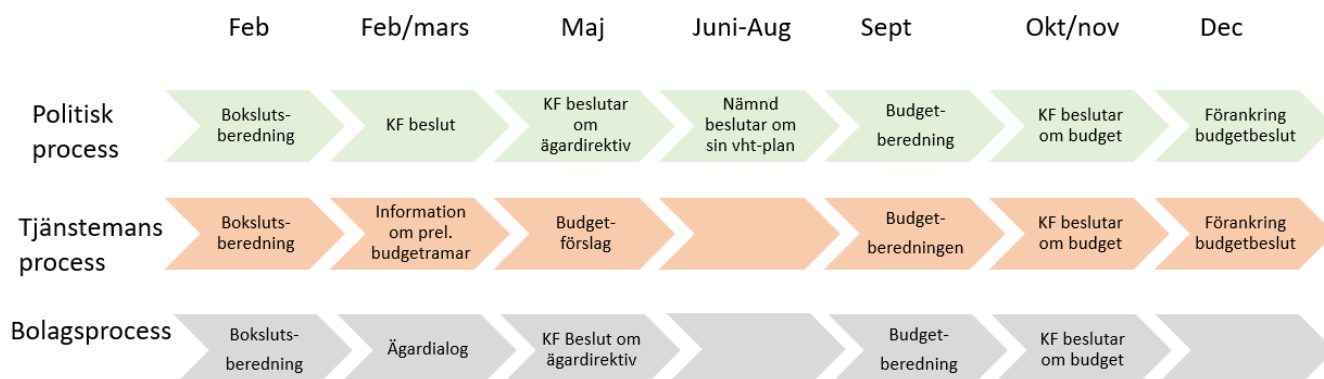 Feb Feb/mars Maj Juni-Aug Sept Okt/nov Dec
Politisk
process
Boksluts-
beredning
KF beslut
KF beslutar
om
ägardirektiv
Nämnd
beslutar om
sin vht-plan
Budget-
beredning
KF beslutar
om budget
Förankring
budgetbeslut
Tjänstemans
process
Boksluts-
beredning
Information
om prel.
budgetramar
Budget-
förslag
Budget-
beredningen
KF beslutar
om budget
Förankring
budgetbeslut
Bolagsprocess
Boksluts-
beredning
Ägardialog
KF Beslut om
ägardirektiv
Budget-
beredning
KF beslutar
om budget